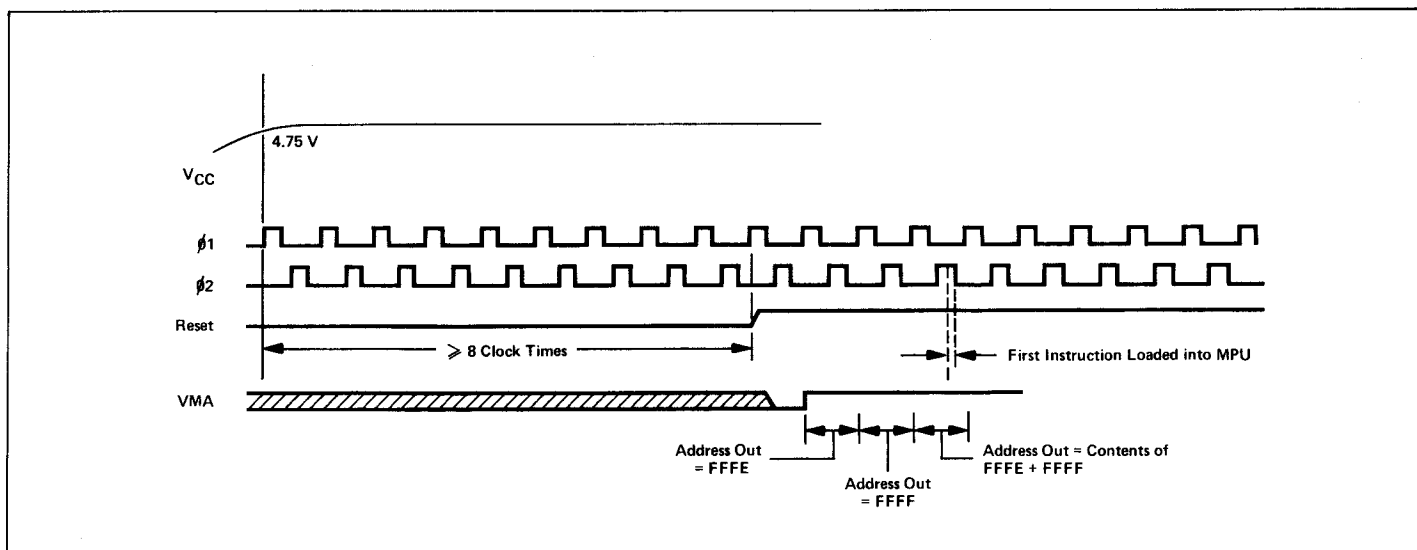 4.75 V
VCC
ϕ1
ϕ2
Reset
⩾ 8 Clock Times
First Instruction Loaded into MPU
VMA
Address Out
= FFFE
Address Out
= FFFF
Address Out = Contents of
FFFE + FFFF